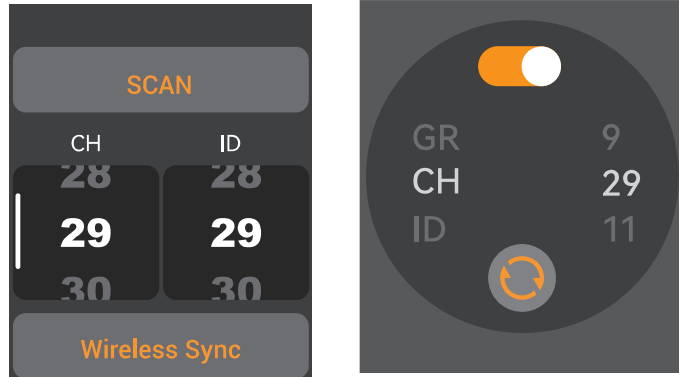 SCAN
CH ID
28 28
29 29
30 30
Wireless Sync
GR 9
CH 29
ID 11